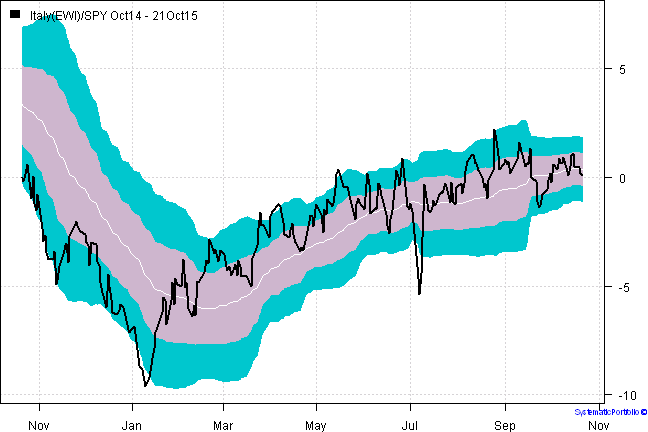 Italy(EWI)/SPY Oct14 - 21Oct15
5
0
-5
-10
Nov Jan Mar May Jul Sep Nov
SystematicPortfolio ©